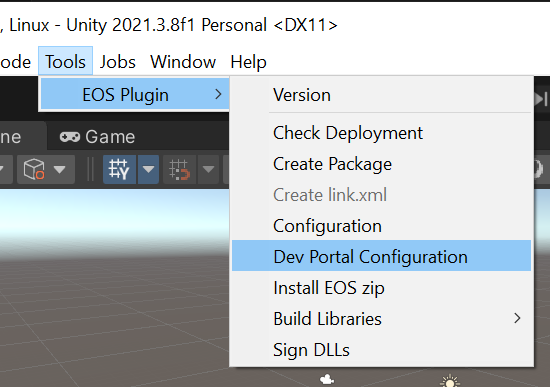 , Linux - Unity 2021.3.8f1 Personal <DX11>
ode Tools Jobs Window Help
EOS Plugin
Version
ne Game
Check Deployment
Create Package
Create link.xml
Configuration
Dev Portal Configuration
Install EOS zip
Build Libraries
Sign DLLs